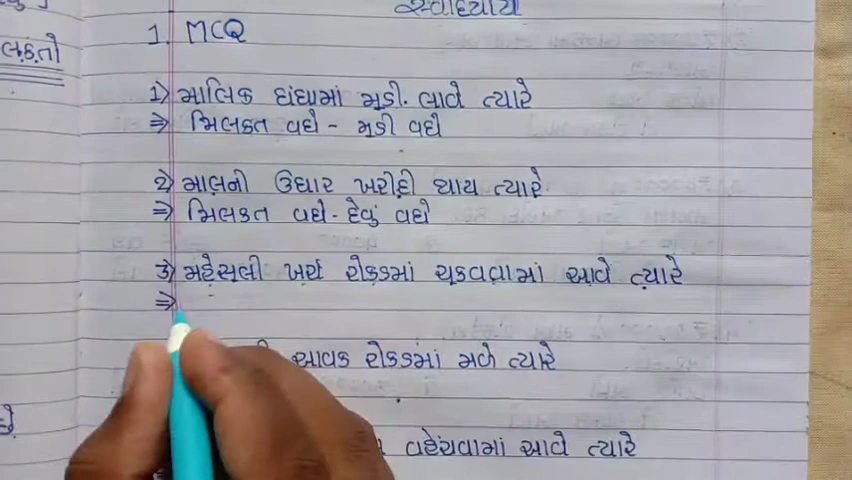 લકતો
સ્વાધ્યાય
1. MCQ
1) માલિક ધંધામાં મૂડી. લાવે ત્યારે
⇒ મિલકત વધે - મૂડી વધે
2) માલની ઉધાર ખરીદી થાય ત્યારે
⇒ મિલકત વધે - દેવું વધે
3) મહેસૂલી ખર્ચ રોકડમાં ચૂકવવામાં આવે ત્યારે
⇒
આવક રોકડમાં મળે ત્યારે
વહેંચવામાં આવે ત્યારે